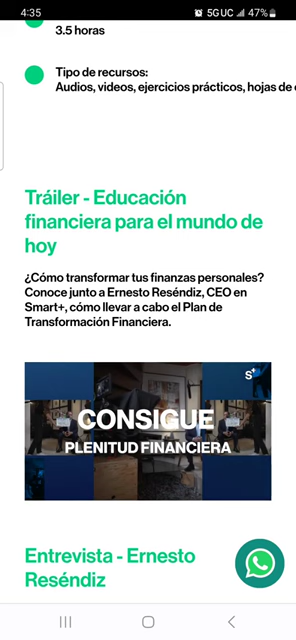 4:35
5GUC
47%
3.5 horas
Tipo de recursos:
Audios, videos, ejercicios prácticos, hojas de
Tráiler - Educación
financiera para el mundo de
hoy
¿Cómo transformar tus finanzas personales?
Conoce junto a Ernesto Reséndiz, CEO en
Smart+, cómo llevar a cabo el Plan de
Transformación Financiera.
S+
CONSIGUE
PLENITUD FINANCIERA
Entrevista - Ernesto
Reséndiz